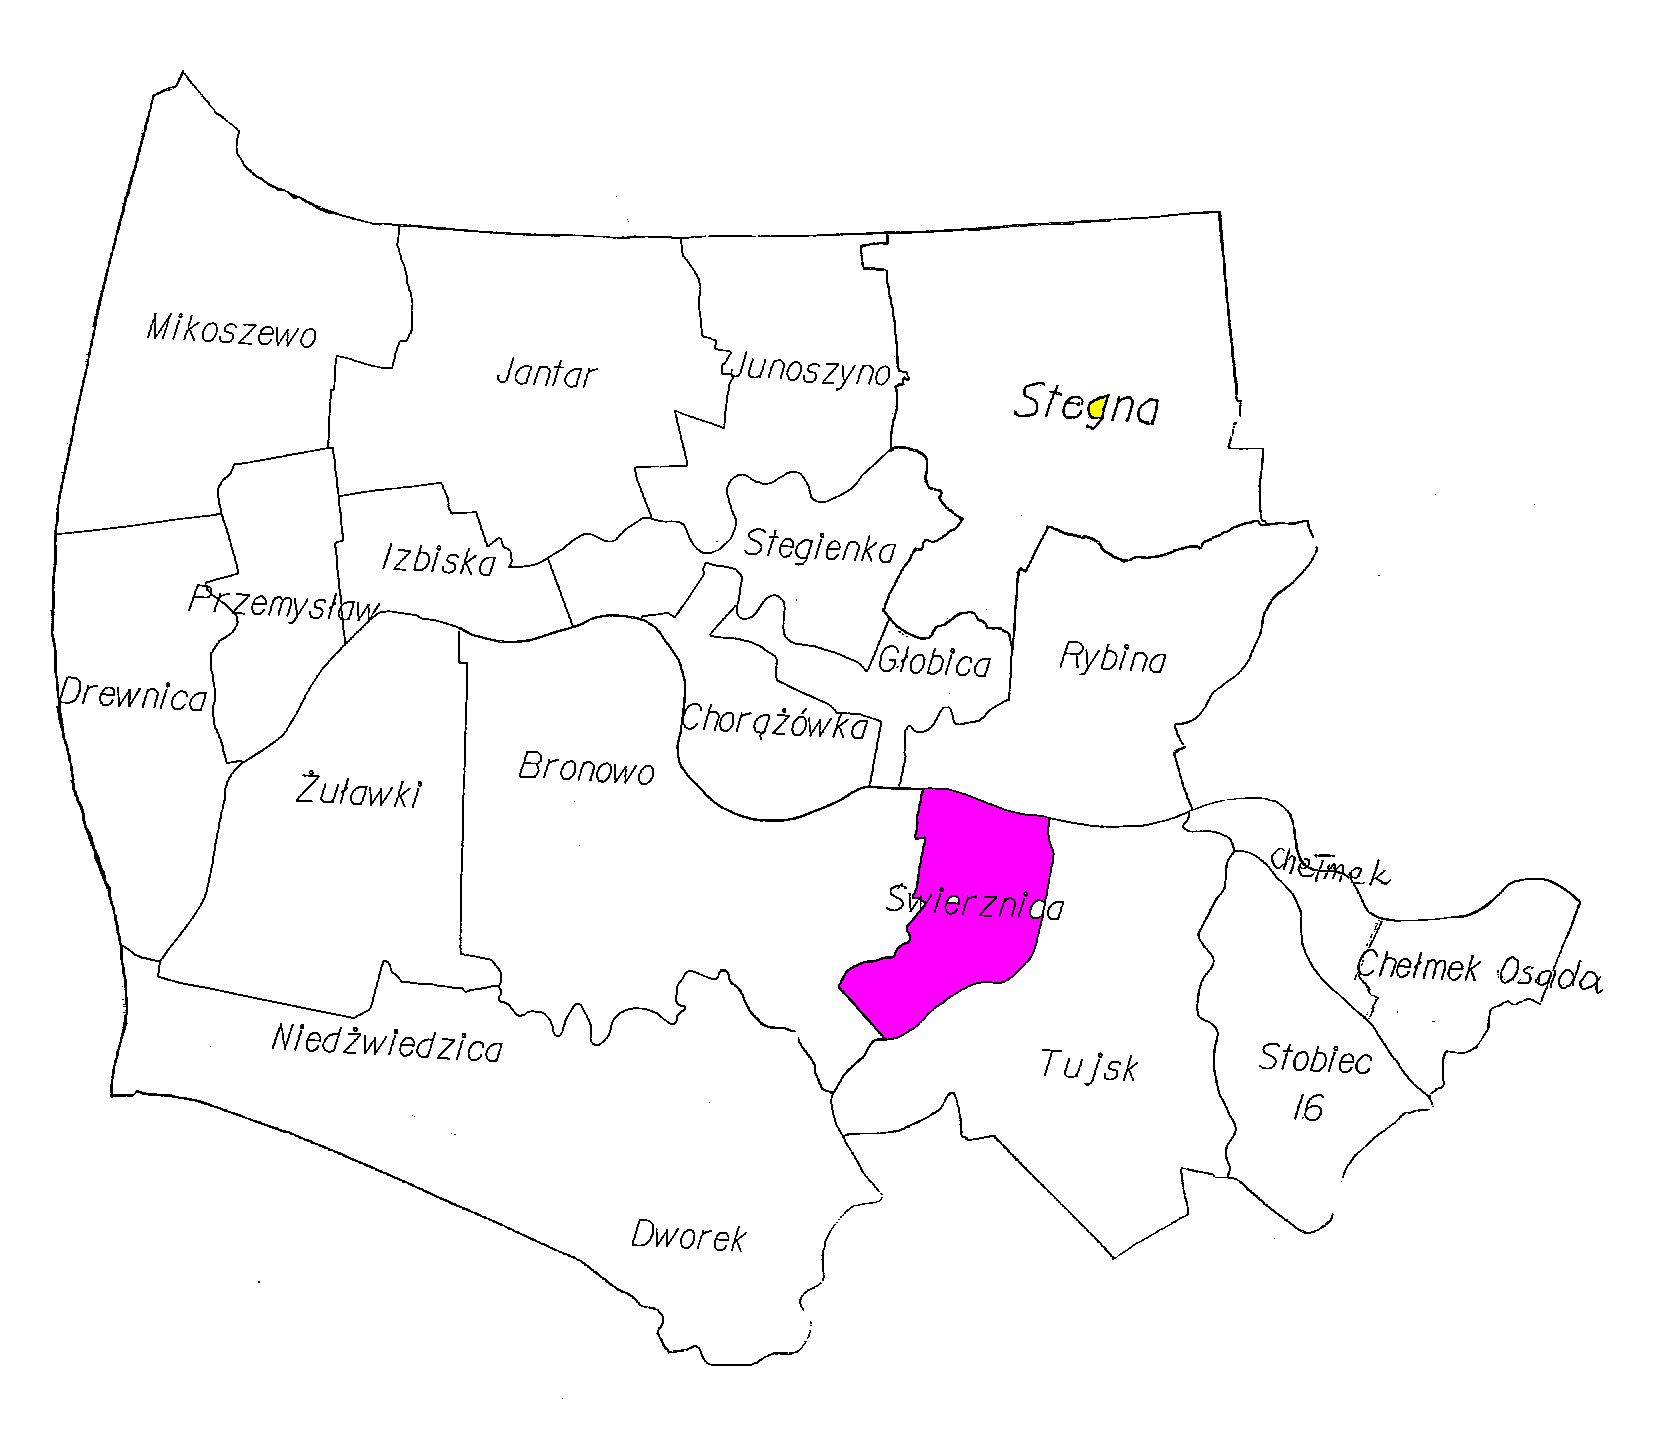 Mikoszewo
Jantar
Junoszyno
Stegna
Stegienka
Izbiska
Przemysław
Głobica
Rybina
Drewnica
Chorążówka
Bronowo
Żuławki
Chełmek
Świerznica
Chełmek Osada
Niedźwiedzica
Tujsk
Stobiec
16
Dworek